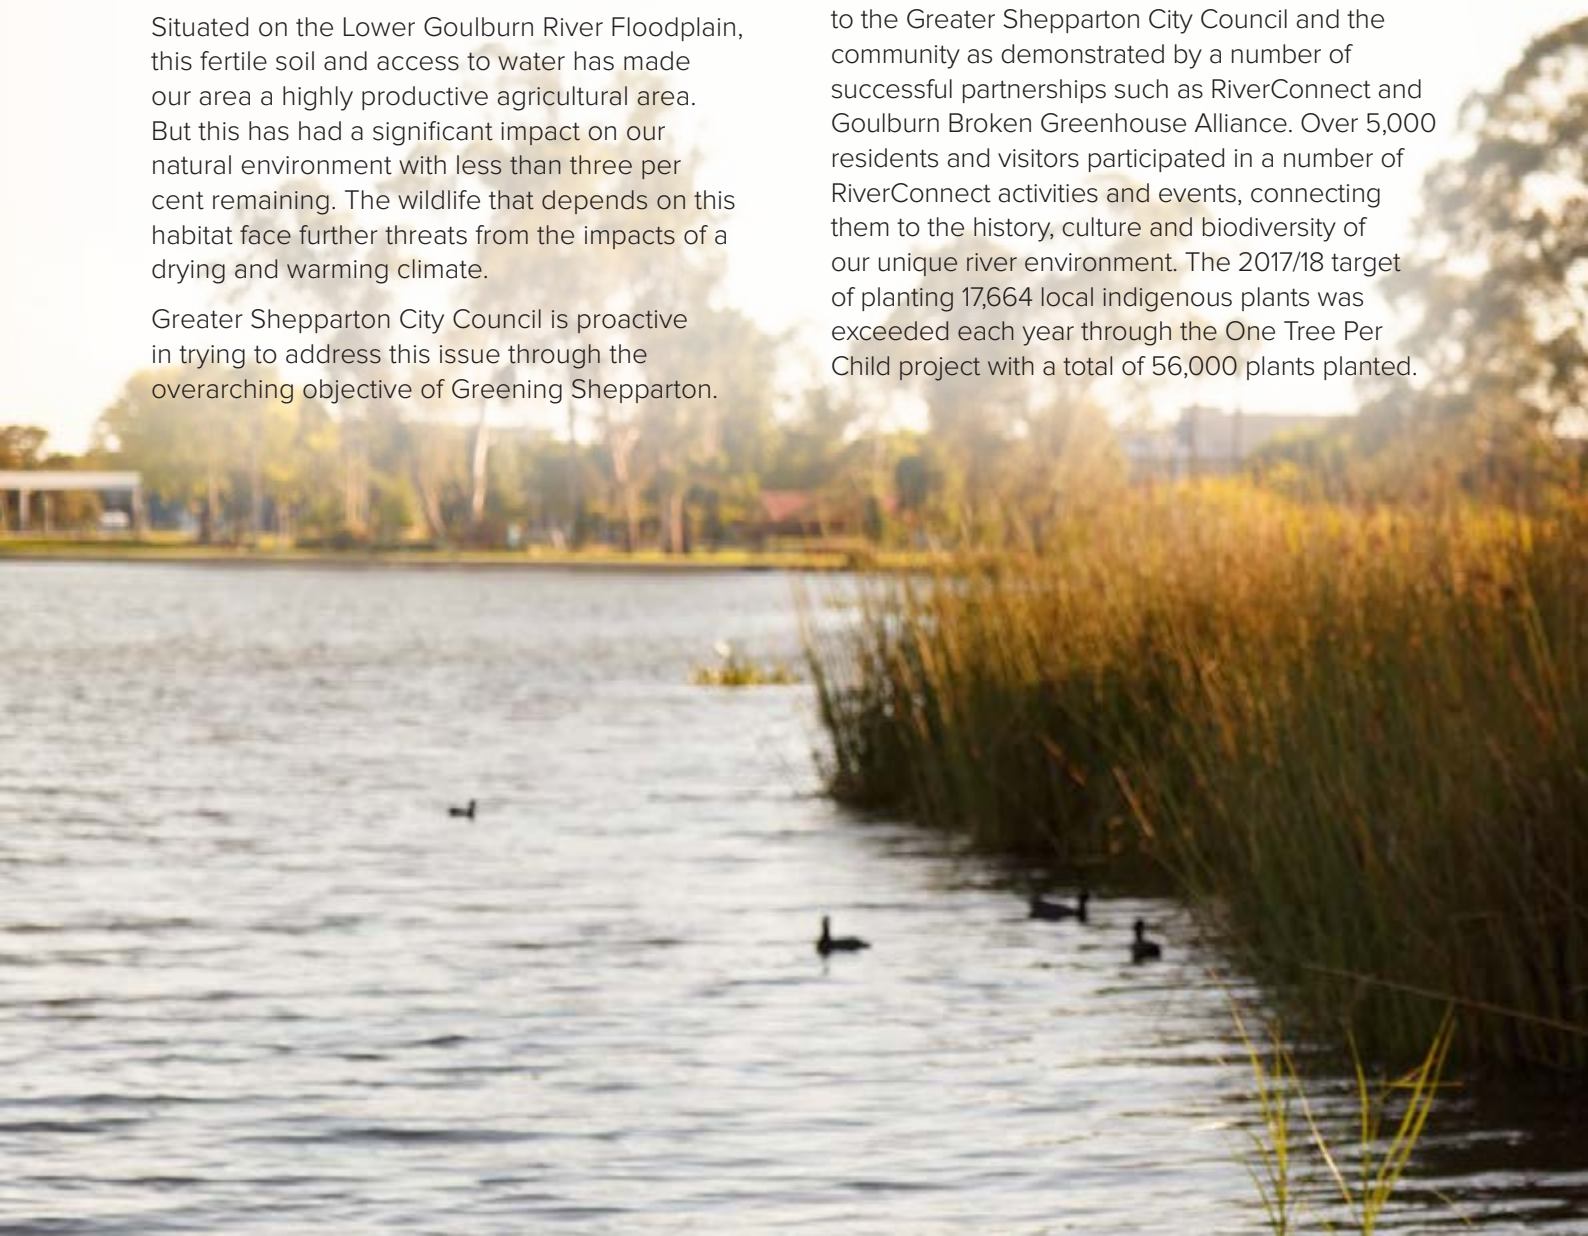 Situated on the Lower Goulburn River Floodplain,
this fertile soil and access to water has made
our area a highly productive agricultural area.
But this has had a significant impact on our
natural environment with less than three per
cent remaining. The wildlife that depends on this
habitat face further threats from the impacts of a
drying and warming climate.
Greater Shepparton City Council is proactive
in trying to address this issue through the
overarching objective of Greening Shepparton.
to the Greater Shepparton City Council and the
community as demonstrated by a number of
successful partnerships such as RiverConnect and
Goulburn Broken Greenhouse Alliance. Over 5,000
residents and visitors participated in a number of
RiverConnect activities and events, connecting
them to the history, culture and biodiversity of
our unique river environment. The 2017/18 target
of planting 17,664 local indigenous plants was
exceeded each year through the One Tree Per
Child project with a total of 56,000 plants planted.